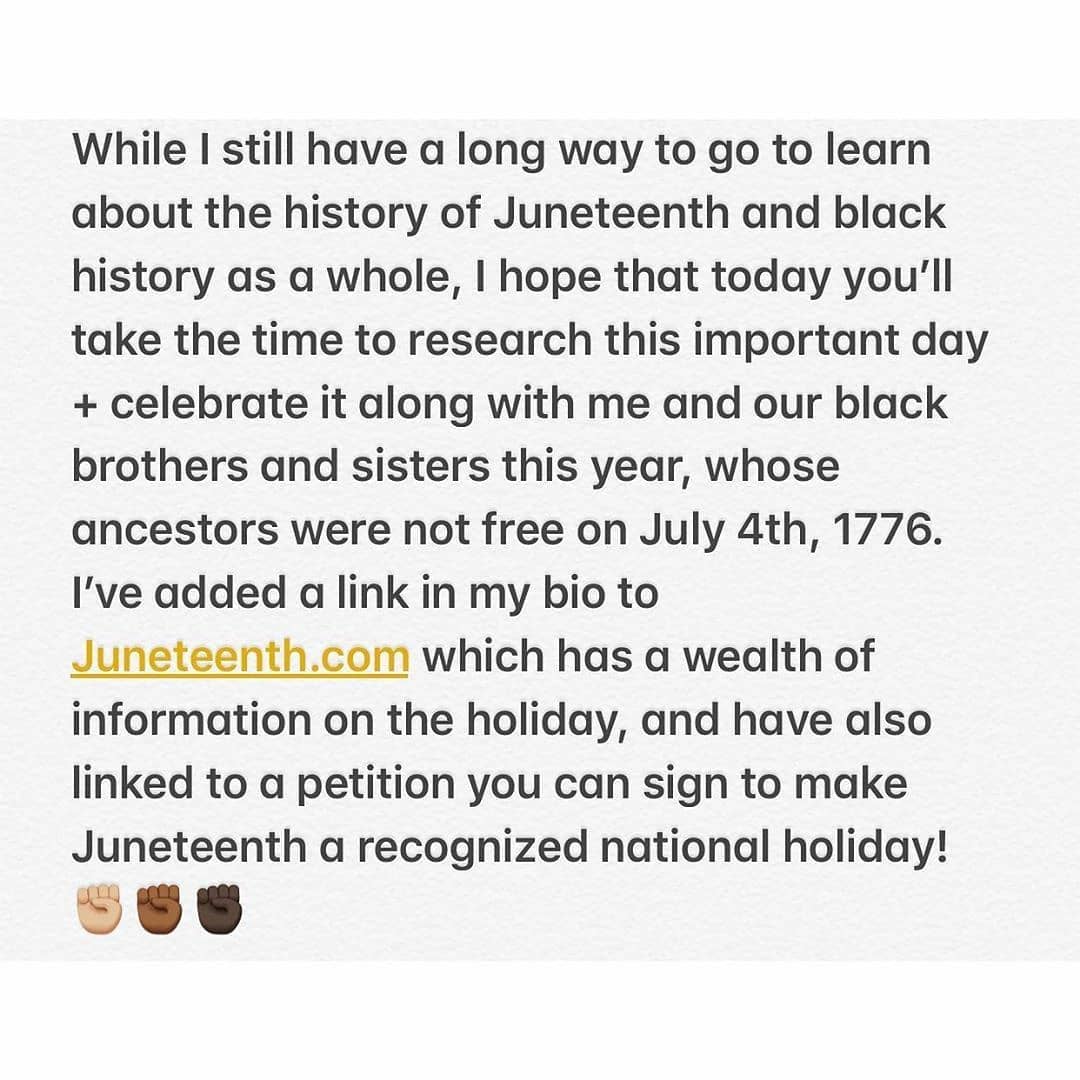 While I still have a long way to go to learn
about the history of Juneteenth and black
history as a whole, I hope that today you’ll
take the time to research this important day
+ celebrate it along with me and our black
brothers and sisters this year, whose
ancestors were not free on July 4th, 1776.
I’ve added a link in my bio to
Juneteenth.com which has a wealth of
information on the holiday, and have also
linked to a petition you can sign to make
Juneteenth a recognized national holiday!
✊🏼✊🏾✊🏿